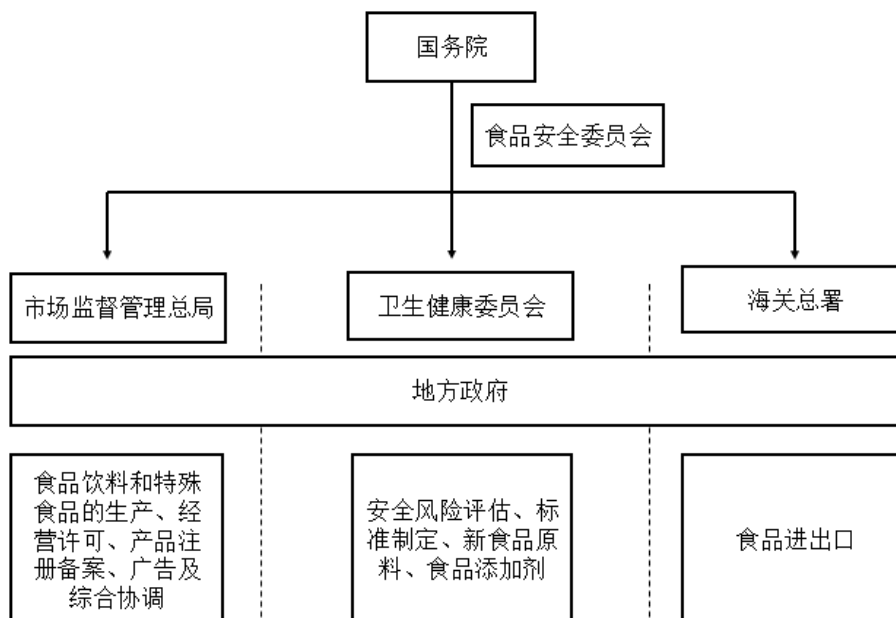 国务院
食品安全委员会
市场监督管理总局
卫生健康委员会
海关总署
地方政府
食品饮料和特殊
食品的生产、经
营许可、产品注
册备案、广告及
综合协调
安全风险评估、标
准制定、新食品原
料、食品添加剂
食品进出口